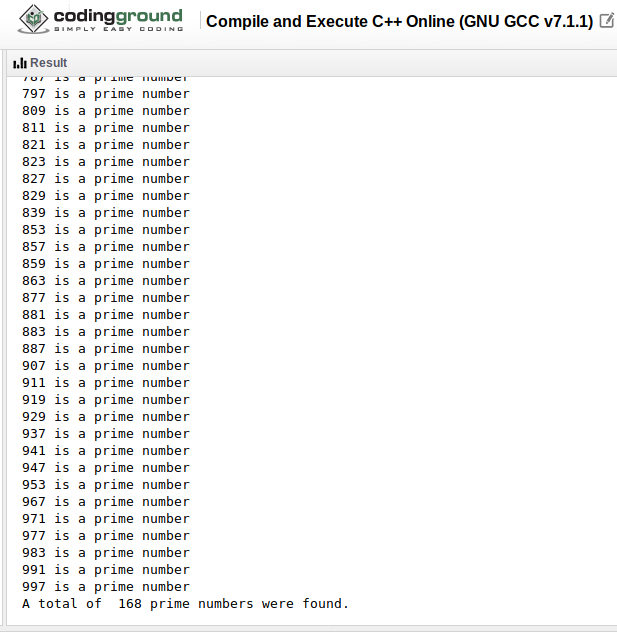 codingground
SIMPLY EASY CODING
Compile and Execute C++ Online (GNU GCC v7.1.1)
Result
787 is a prime number
797 is a prime number
809 is a prime number
811 is a prime number
821 is a prime number
823 is a prime number
827 is a prime number
829 is a prime number
839 is a prime number
853 is a prime number
857 is a prime number
859 is a prime number
863 is a prime number
877 is a prime number
881 is a prime number
883 is a prime number
887 is a prime number
907 is a prime number
911 is a prime number
919 is a prime number
929 is a prime number
937 is a prime number
941 is a prime number
947 is a prime number
953 is a prime number
967 is a prime number
971 is a prime number
977 is a prime number
983 is a prime number
991 is a prime number
997 is a prime number
A total of  168 prime numbers were found.